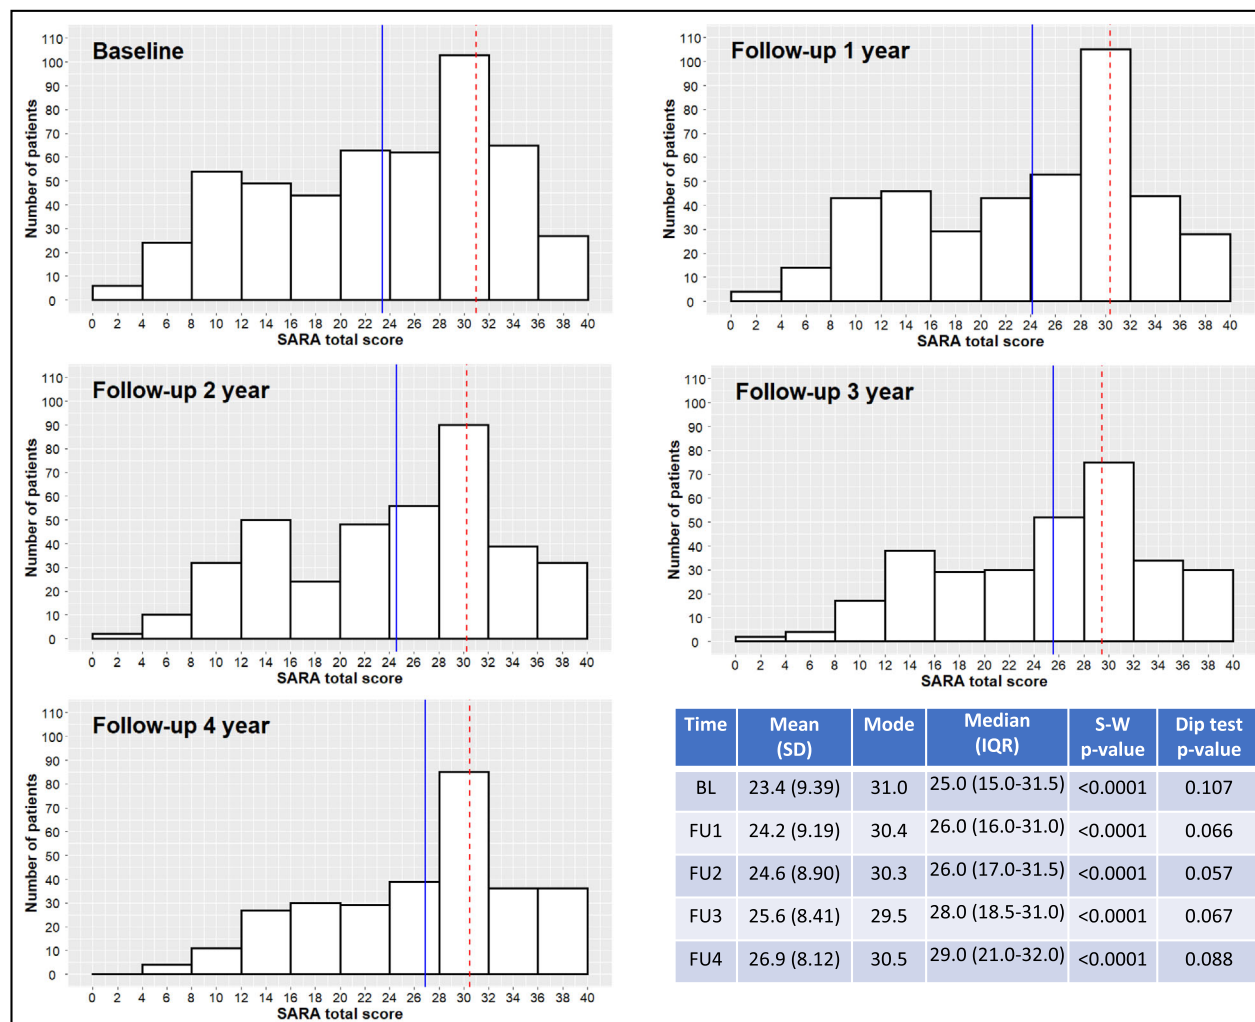 Baseline
Number of patients
110
100
90
80
70
60
50
40
30
20
10
0
0 2 4 6 8 10 12 14 16 18 20 22 24 26 28 30 32 34 36 38 40
SARA total score
Follow-up 1 year
Number of patients
110
100
90
80
70
60
50
40
30
20
10
0
0 2 4 6 8 10 12 14 16 18 20 22 24 26 28 30 32 34 36 38 40
SARA total score
Follow-up 2 year
Number of patients
110
100
90
80
70
60
50
40
30
20
10
0
0 2 4 6 8 10 12 14 16 18 20 22 24 26 28 30 32 34 36 38 40
SARA total score
Follow-up 3 year
Number of patients
110
100
90
80
70
60
50
40
30
20
10
0
0 2 4 6 8 10 12 14 16 18 20 22 24 26 28 30 32 34 36 38 40
SARA total score
Follow-up 4 year
Number of patients
110
100
90
80
70
60
50
40
30
20
10
0
0 2 4 6 8 10 12 14 16 18 20 22 24 26 28 30 32 34 36 38 40
SARA total score
Time Mean Mode Median S-W Dip test
(SD) (IQR) p-value p-value
BL 23.4 (9.39) 31.0 25.0 (15.0-31.5) <0.0001 0.107
FU1 24.2 (9.19) 30.4 26.0 (16.0-31.0) <0.0001 0.066
FU2 24.6 (8.90) 30.3 26.0 (17.0-31.5) <0.0001 0.057
FU3 25.6 (8.41) 29.5 28.0 (18.5-31.0) <0.0001 0.067
FU4 26.9 (8.12) 30.5 29.0 (21.0-32.0) <0.0001 0.088